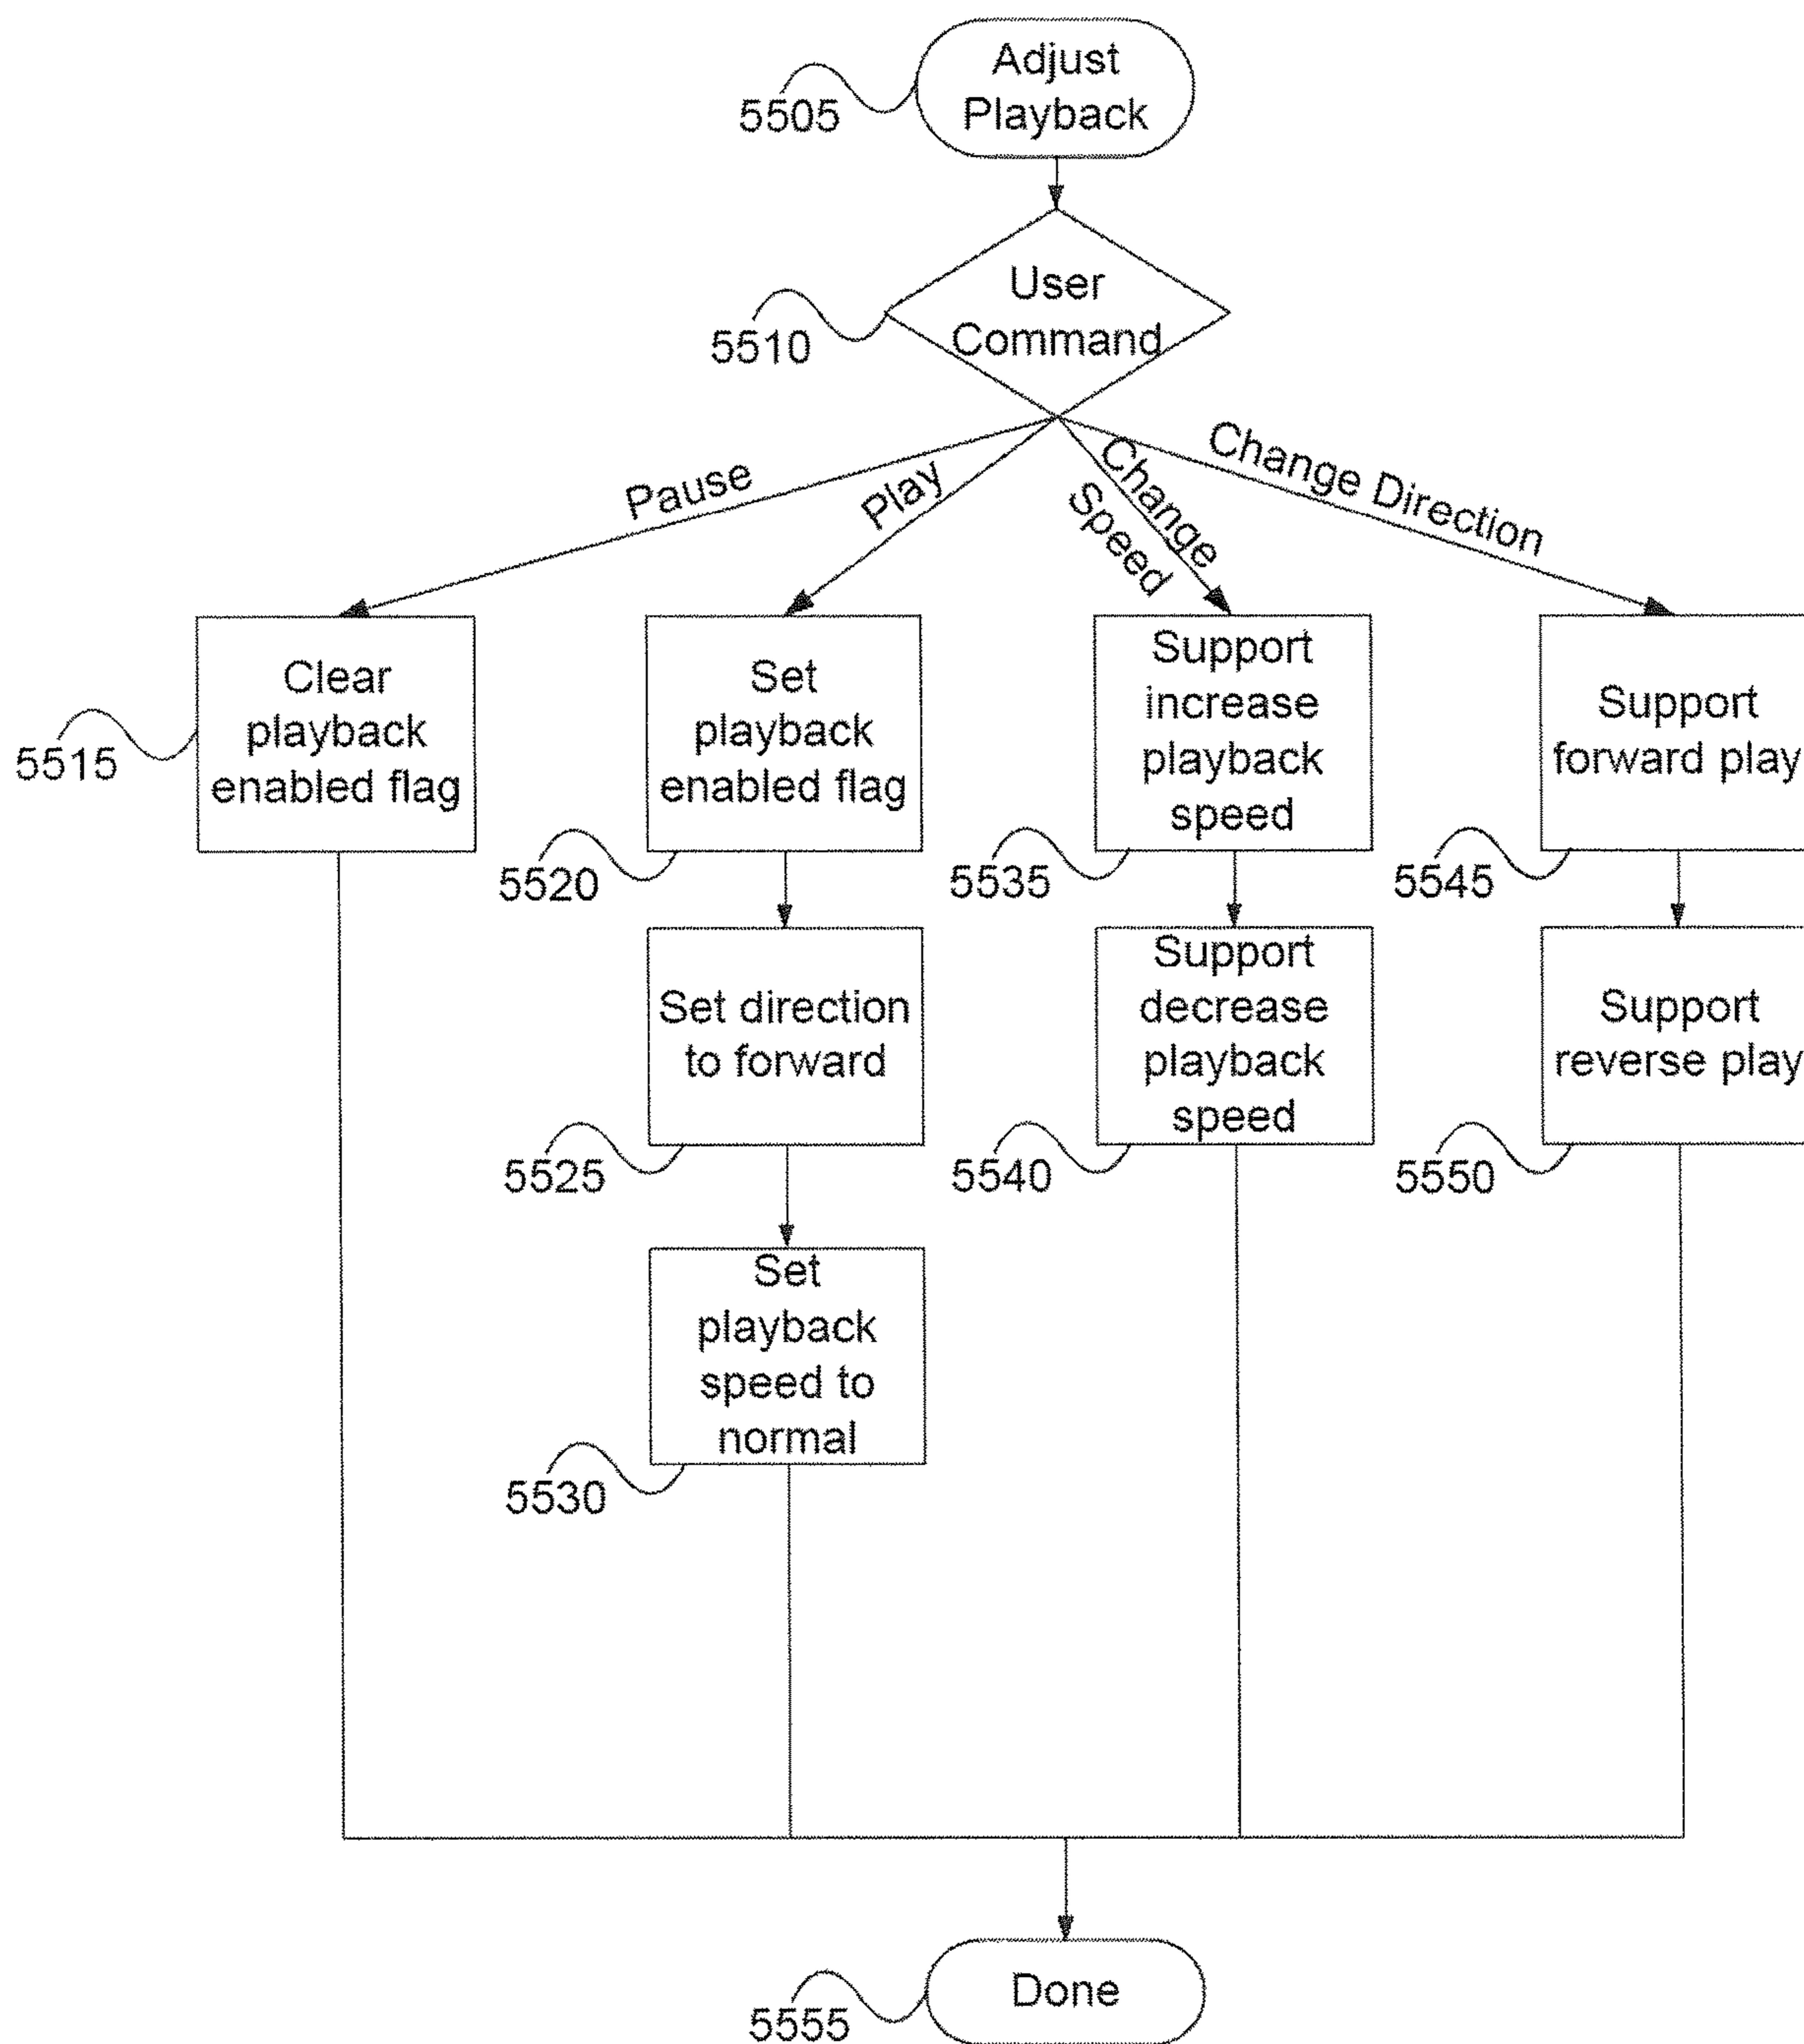 Adjust
Playback
5505
User
Command
5510
Pause
Play
Change
Speed
Change Direction
Clear
playback
enabled flag
5515
Set
playback
enabled flag
5520
Support
increase
playback
speed
5535
Support
forward play
5545
Set direction
to forward
5525
Support
decrease
playback
speed
5540
Support
reverse play
5550
Set
playback
speed to
normal
5530
Done
5555